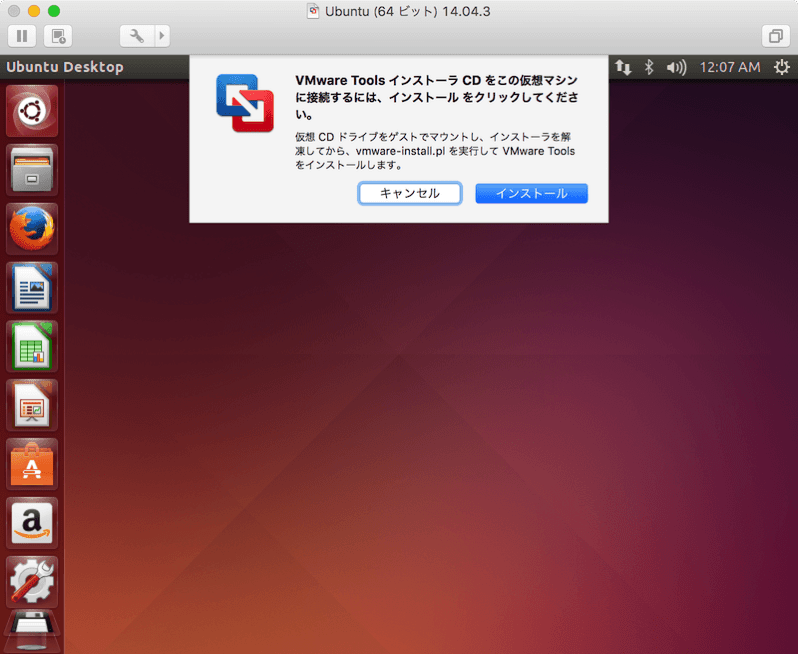 Ubuntu (64 ビット) 14.04.3
Ubuntu Desktop
12:07 AM
VMware Tools インストーラ CD をこの仮想マシン
に接続するには、インストール をクリックしてくださ
い。
仮想 CD ドライブをゲストでマウントし、インストーラを解
凍してから、vmware-install.pl を実行して VMware Tools
をインストールします。
キャンセル
インストール